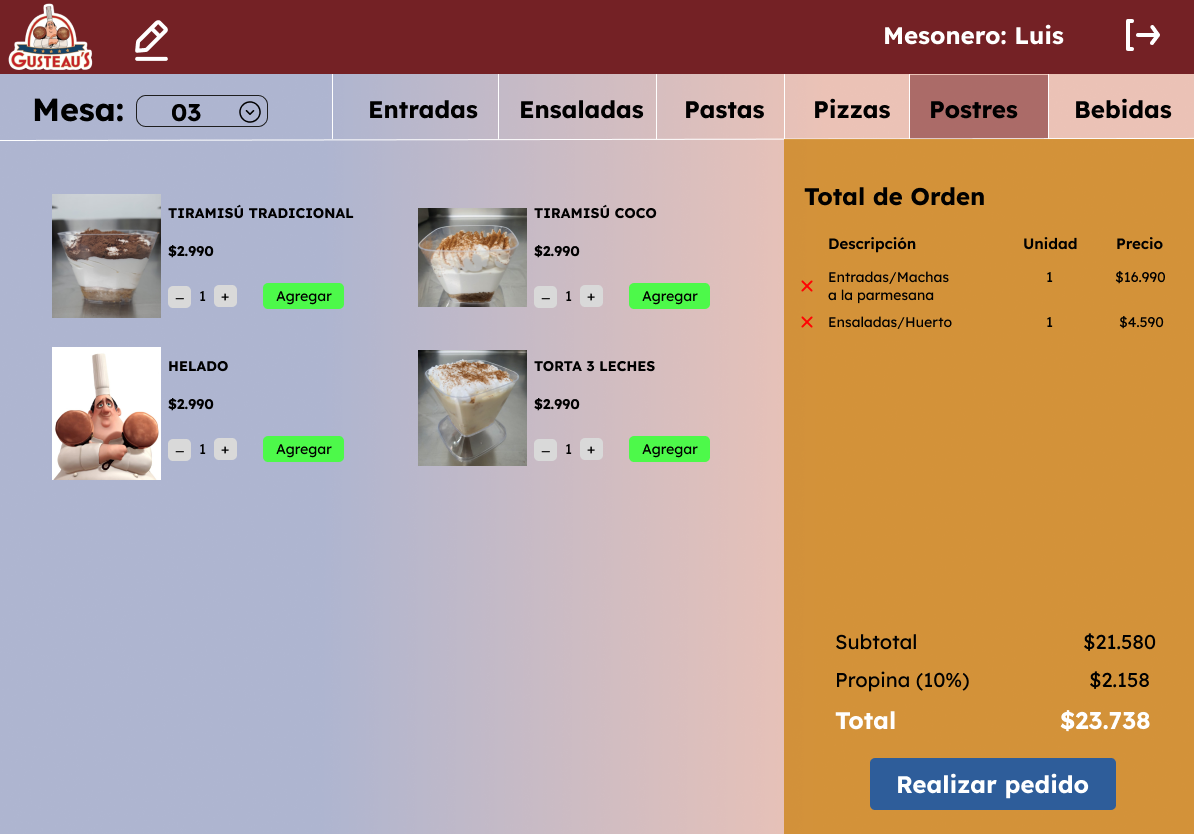 GUSTEAU'S
Mesonero: Luis
Mesa: 03
Entradas
Ensaladas
Pastas
Pizzas
Postres
Bebidas
TIRAMISÚ TRADICIONAL
$2.990
– 1 +
Agregar
TIRAMISÚ COCO
$2.990
– 1 +
Agregar
HELADO
$2.990
– 1 +
Agregar
TORTA 3 LECHES
$2.990
– 1 +
Agregar
Total de Orden
Descripción Unidad Precio
Entradas/Machas 1 $16.990
a la parmesana
Ensaladas/Huerto 1 $4.590
Subtotal $21.580
Propina (10%) $2.158
Total $23.738
Realizar pedido